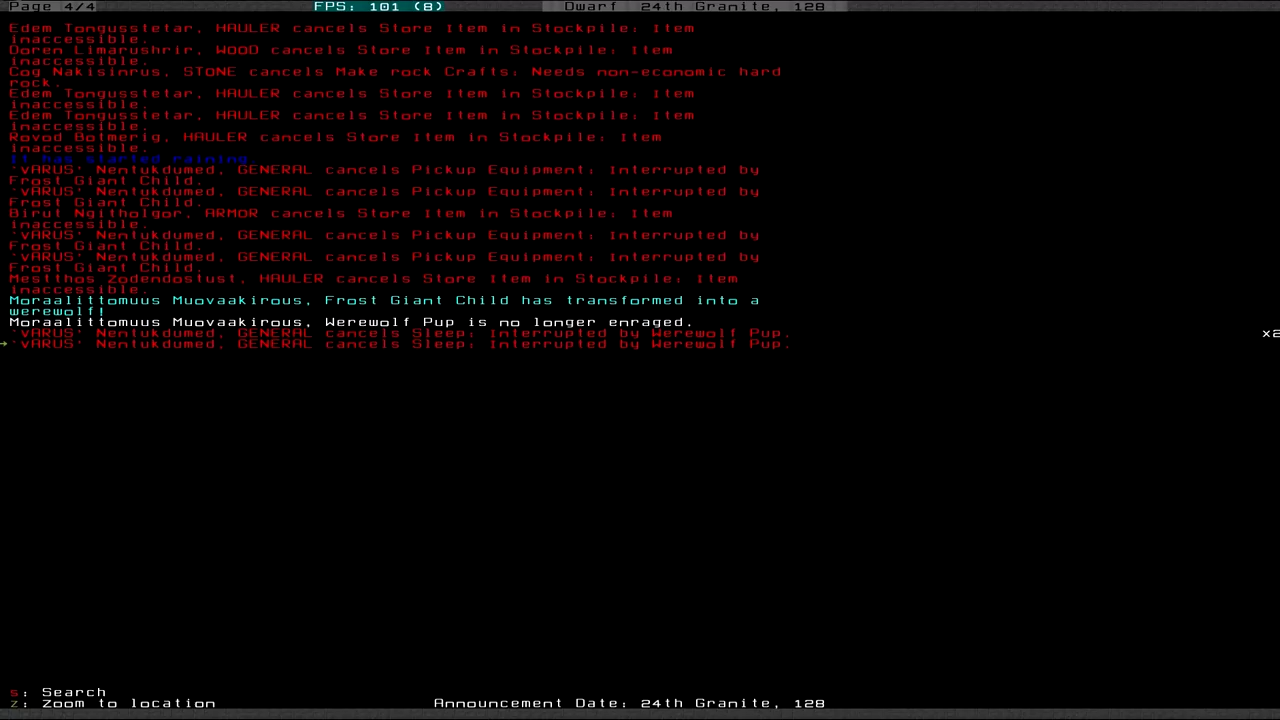 Page 4/4 FPS: 101 (8) Dwarf 24th Granite, 128
Edem Tongusstetar, HAULER cancels Store Item in Stockpile: Item
inaccessible.
Doren Limarushrir, WOOD cancels Store Item in Stockpile: Item
inaccessible.
Cog Nakisinrus, STONE cancels Make rock Crafts: Needs non-economic hard
rock.
Edem Tongusstetar, HAULER cancels Store Item in Stockpile: Item
inaccessible.
Edem Tongusstetar, HAULER cancels Store Item in Stockpile: Item
inaccessible.
Rovod Botmerig, HAULER cancels Store Item in Stockpile: Item
inaccessible.
It has started raining
`vARUS' Nentukdumed, GENERAL cancels Pickup Equipment: Interrupted by
Frost Giant Child.
`vARUS' Nentukdumed, GENERAL cancels Pickup Equipment: Interrupted by
Frost Giant Child.
Birut Ngitholgor, ARMOR cancels Store Item in Stockpile: Item
inaccessible.
`vARUS' Nentukdumed, GENERAL cancels Pickup Equipment: Interrupted by
Frost Giant Child.
`vARUS' Nentukdumed, GENERAL cancels Pickup Equipment: Interrupted by
Frost Giant Child.
Mestthos Zodendostust, HAULER cancels Store Item in Stockpile: Item
inaccessible.
Moraalittomuus Muovaakirous, Frost Giant Child has transformed into a
werewolf!
Moraalittomuus Muovaakirous, Werewolf Pup is no longer enraged.
`vARUS' Nentukdumed, GENERAL cancels Sleep: Interrupted by Werewolf Pup. x2
→`vARUS' Nentukdumed, GENERAL cancels Sleep: Interrupted by Werewolf Pup.
s: Search
z: Zoom to location Announcement Date: 24th Granite, 128